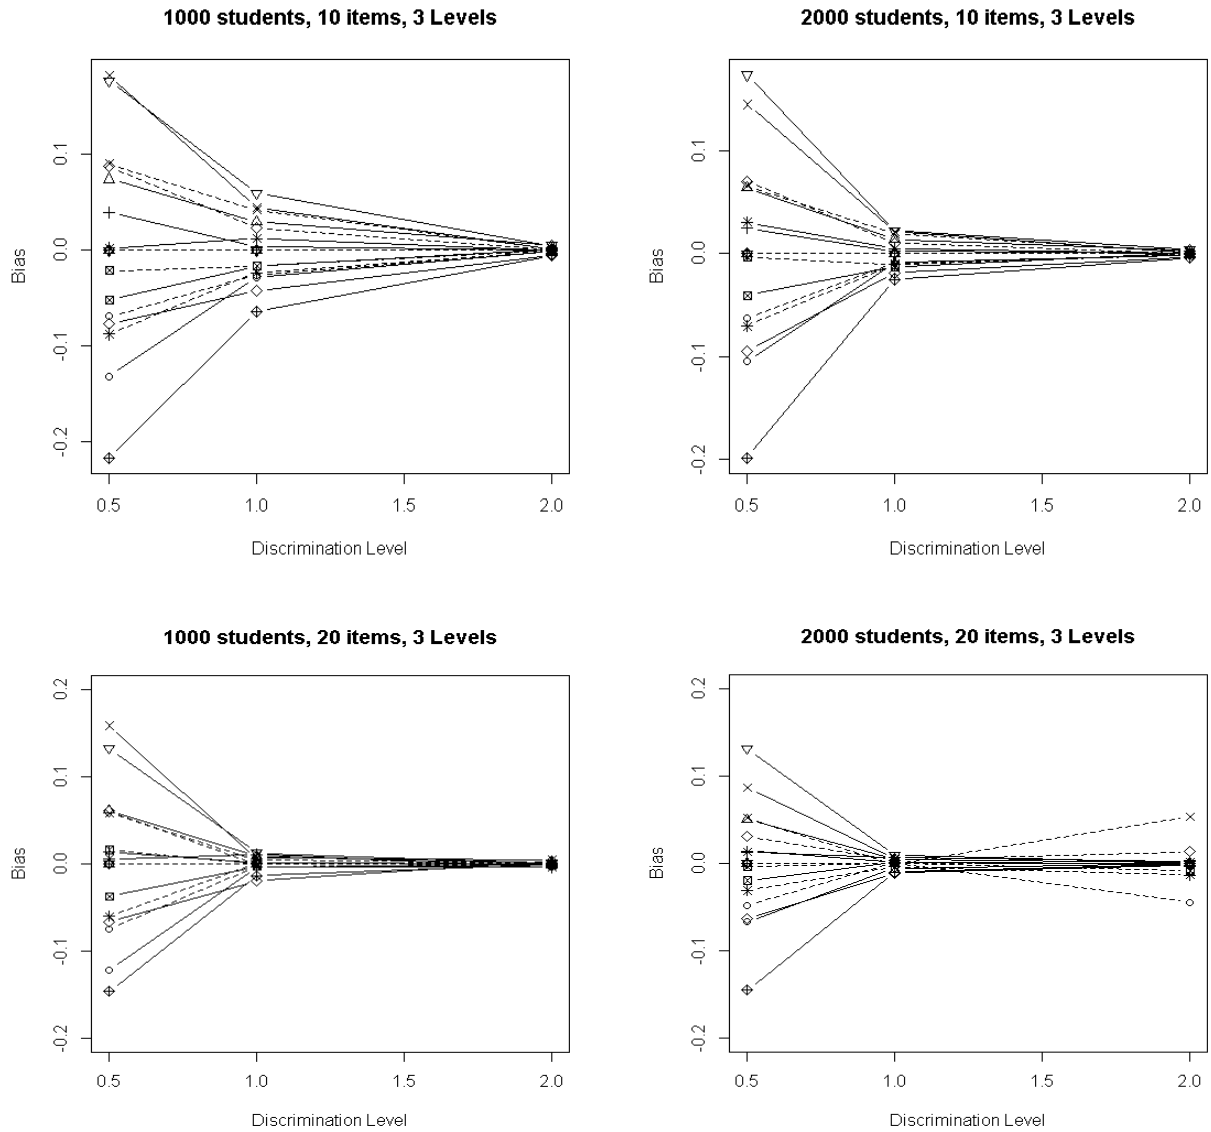 1000 students, 10 items, 3 Levels
Bias
0.1
0.0
-0.1
-0.2
0.5 1.0 1.5 2.0
Discrimination Level
2000 students, 10 items, 3 Levels
Bias
0.1
0.0
-0.1
-0.2
0.5 1.0 1.5 2.0
Discrimination Level
1000 students, 20 items, 3 Levels
Bias
0.2
0.1
0.0
-0.1
-0.2
0.5 1.0 1.5 2.0
Discrimination Level
2000 students, 20 items, 3 Levels
Bias
0.2
0.1
0.0
-0.1
-0.2
0.5 1.0 1.5 2.0
Discrimination Level